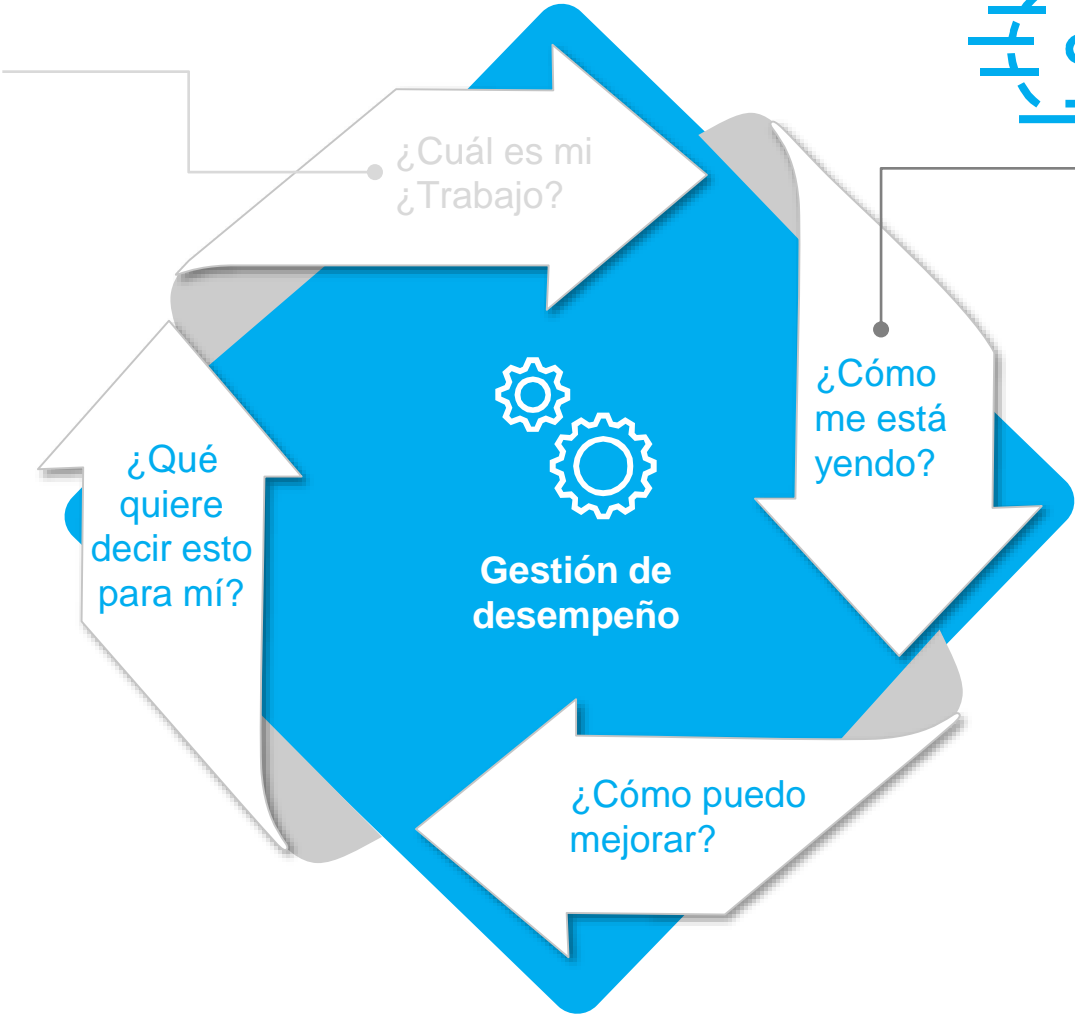 ¿Cuál es mi
¿Trabajo?
¿Cómo
me está
yendo?
¿Qué
quiere
decir esto
para mí?
Gestión de
desempeño
¿Cómo puedo
mejorar?